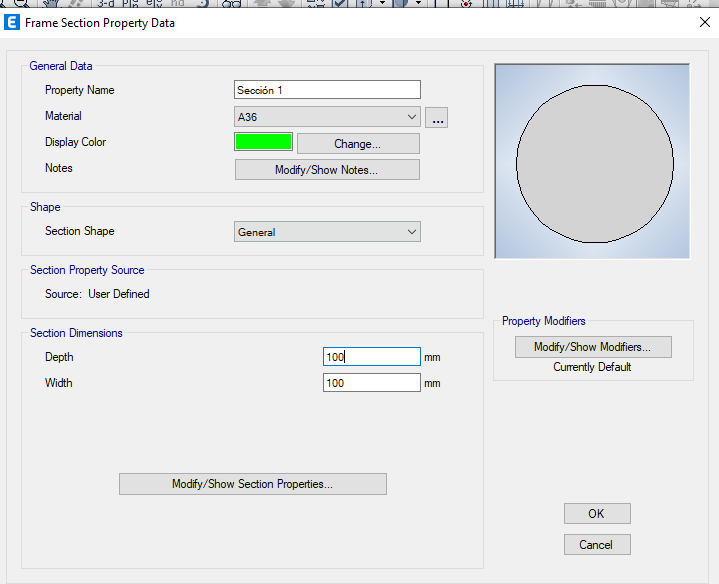 3-d
E Frame Section Property Data
General Data
Property Name Sección 1
Material A36 ...
Display Color Change...
Notes Modify/Show Notes...
Shape
Section Shape General
Section Property Source
Source: User Defined
Section Dimensions
Depth 100 mm
Width 100 mm
Modify/Show Section Properties...
Property Modifiers
Modify/Show Modifiers...
Currently Default
OK
Cancel